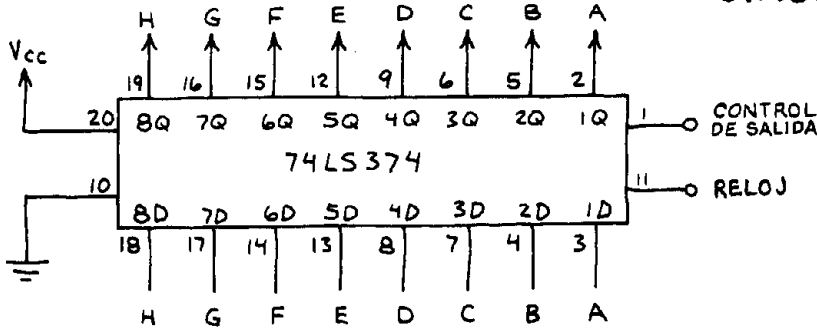 H G F E D C B A
Vcc
19 16 15 12 9 6 5 2
20 8Q 7Q 6Q 5Q 4Q 3Q 2Q 1Q 1 CONTROL
DE SALIDA
74LS374
10 11 RELOJ
8D 7D 6D 5D 4D 3D 2D 1D
18 17 14 13 8 7 4 3
H G F E D C B A